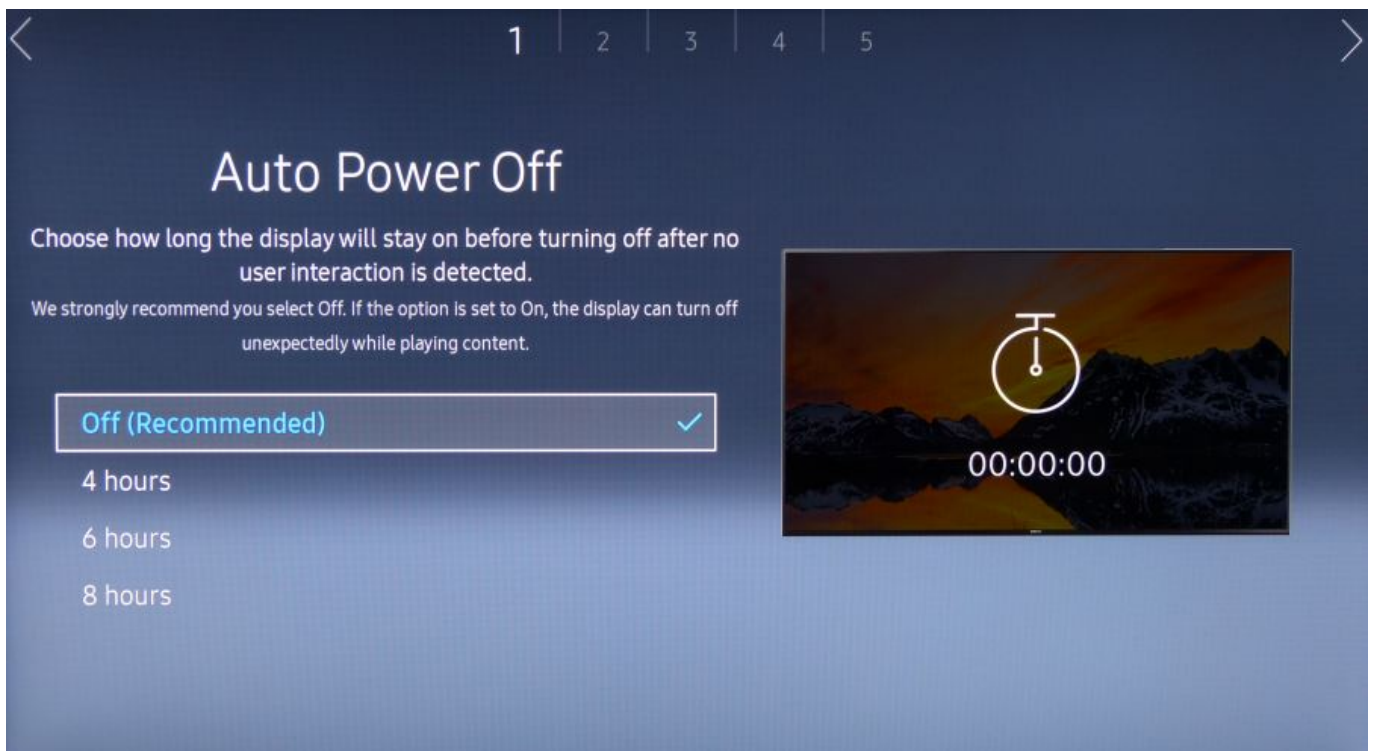 1 2 3 4 5
Auto Power Off
Choose how long the display will stay on before turning off after no
user interaction is detected.
We strongly recommend you select Off. If the option is set to On, the display can turn off
unexpectedly while playing content.
Off (Recommended)
4 hours
6 hours
8 hours
00:00:00